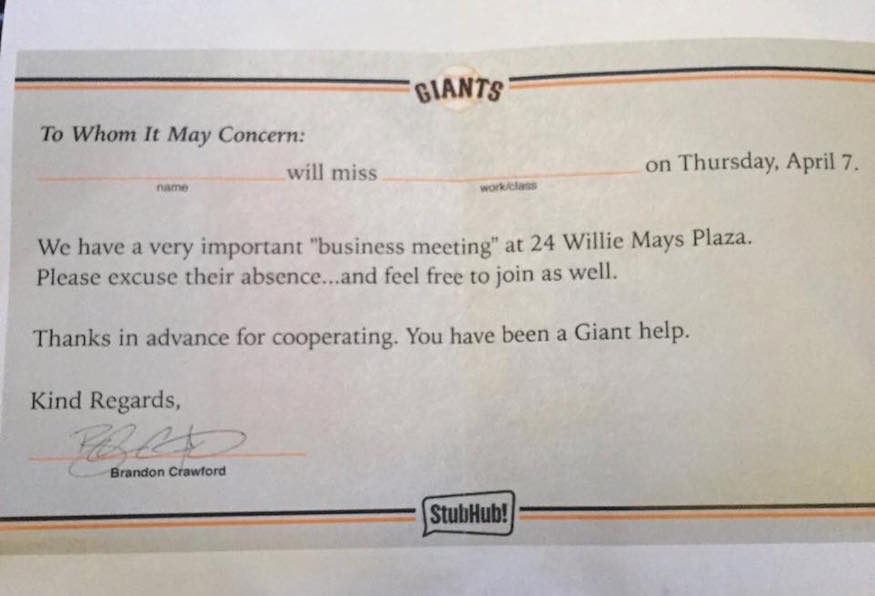 GIANTS
To Whom It May Concern:
will miss on Thursday, April 7.
name work/class
We have a very important "business meeting" at 24 Willie Mays Plaza.
Please excuse their absence...and feel free to join as well.
Thanks in advance for cooperating. You have been a Giant help.
Kind Regards,
Brandon Crawford
StubHub!